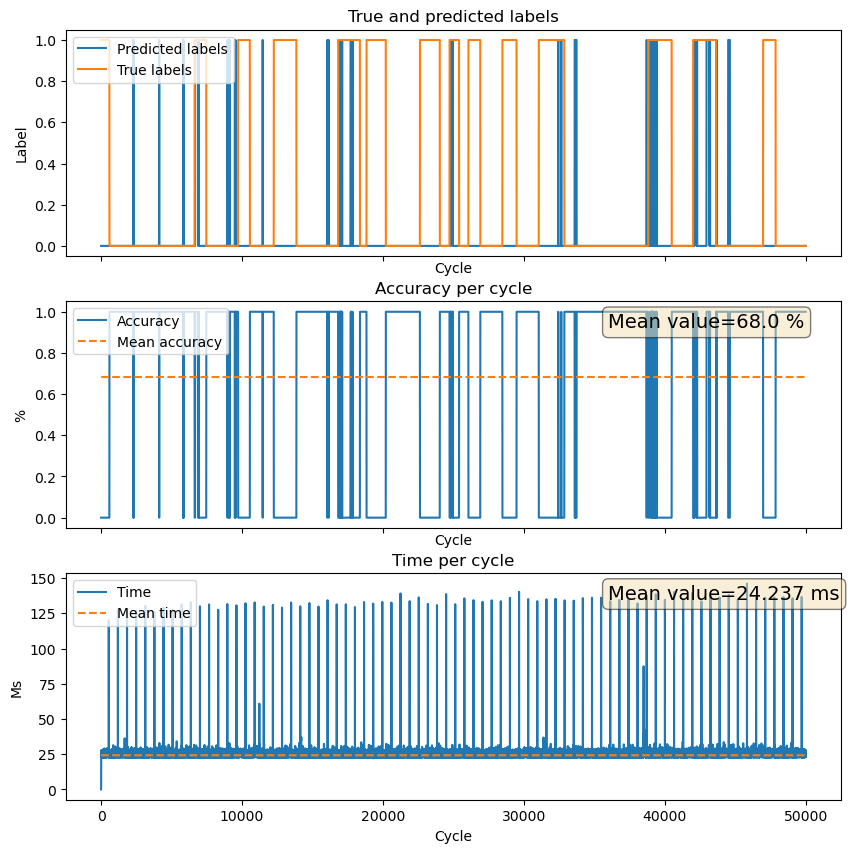 True and predicted labels
1.0
0.8
0.6
0.4
0.2
0.0
Label
Predicted labels
True labels
Cycle
Accuracy per cycle
1.0
0.8
0.6
0.4
0.2
0.0
%
Accuracy
Mean accuracy
Mean value=68.0 %
Cycle
Time per cycle
150
125
100
75
50
25
0
Ms
Time
Mean time
Mean value=24.237 ms
0 10000 20000 30000 40000 50000
Cycle